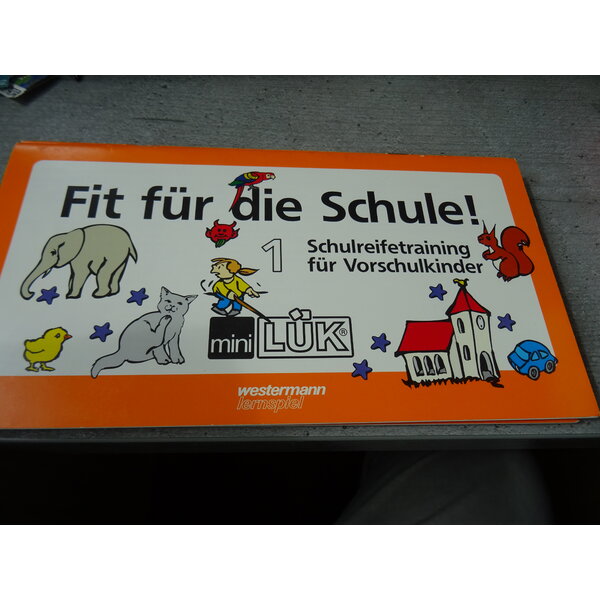 Fit für die Schule!
1 Schulreifetraining
für Vorschulkinder
mini LÜK®
westermann
lernspiel